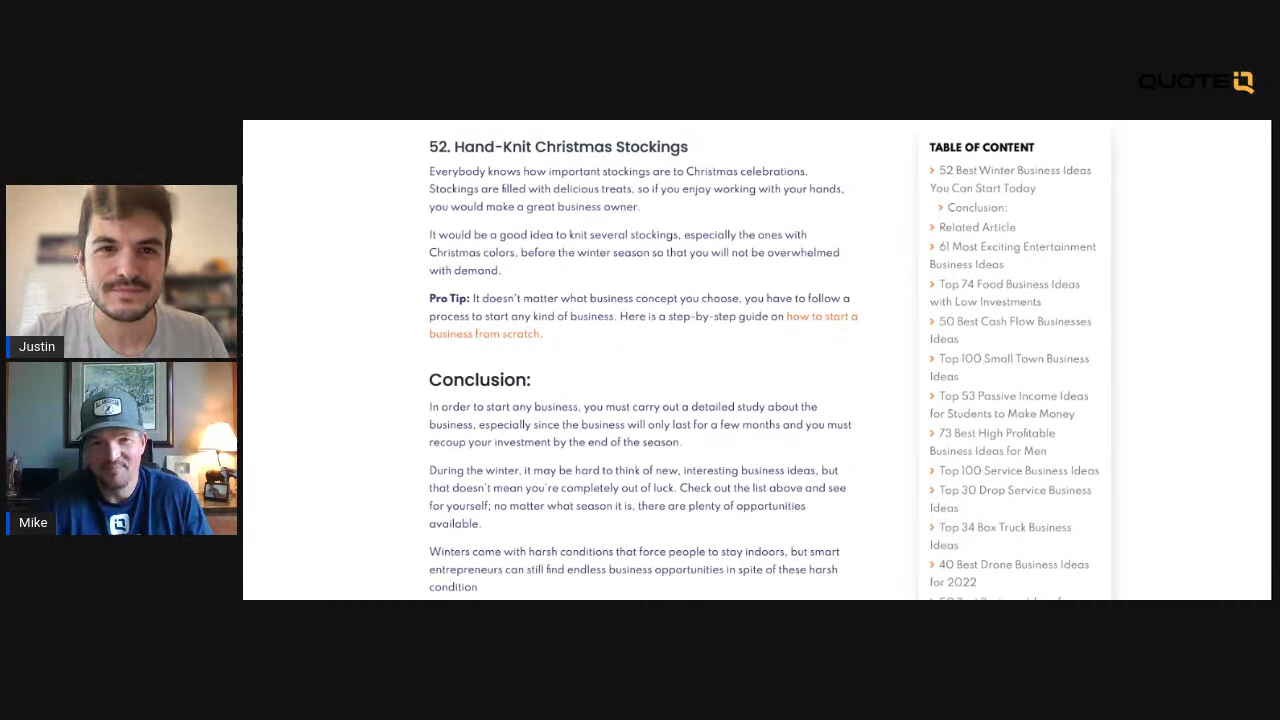 QUOTE IQ
52. Hand-Knit Christmas Stockings
Everybody knows how important stockings are to Christmas celebrations.
Stockings are filled with delicious treats, so if you enjoy working with your hands,
you would make a great business owner.
It would be a good idea to knit several stockings, especially the ones with
Christmas colors, before the winter season so that you will not be overwhelmed
with demand.
Pro Tip: It doesn't matter what business concept you choose, you have to follow a
process to start any kind of business. Here is a step-by-step guide on how to start a
business from scratch.
Conclusion:
In order to start any business, you must carry out a detailed study about the
business, especially since the business will only last for a few months and you must
recoup your investment by the end of the season.
During the winter, it may be hard to think of new, interesting business ideas, but
that doesn't mean you're completely out of luck. Check out the list above and see
for yourself; no matter what season it is, there are plenty of opportunities
available.
Winters come with harsh conditions that force people to stay indoors, but smart
entrepreneurs can still find endless business opportunities in spite of these harsh
condition
TABLE OF CONTENT
52 Best Winter Business Ideas
You Can Start Today
Conclusion:
Related Article
61 Most Exciting Entertainment
Business Ideas
Top 74 Food Business Ideas
with Low Investments
50 Best Cash Flow Businesses
Ideas
Top 100 Small Town Business
Ideas
Top 53 Passive Income Ideas
for Students to Make Money
73 Best High Profitable
Business Ideas for Men
Top 100 Service Business Ideas
Top 30 Drop Service Business
Ideas
Top 34 Box Truck Business
Ideas
40 Best Drone Business Ideas
for 2022
Justin
Mike